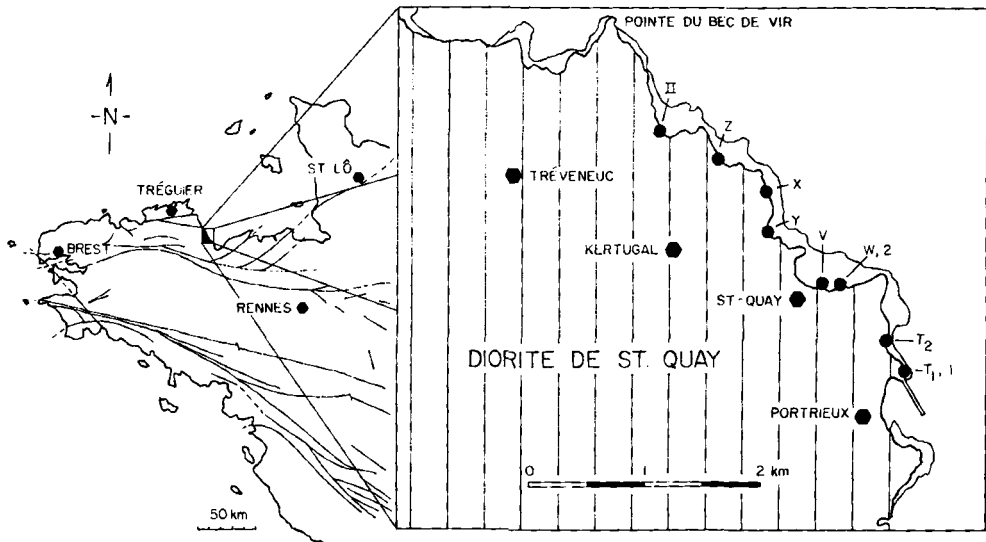 POINTE DU BEC DE VIR
-N-
II
Z
ST. LÔ
TRÉVENEUC
X
TRÉGUIER
Y
BREST
KERTUGAL
V
W, 2
ST-QUAY
RENNES
T2
DIORITE DE ST. QUAY
T1, 1
PORTRIEUX
0 1 2 km
50 km